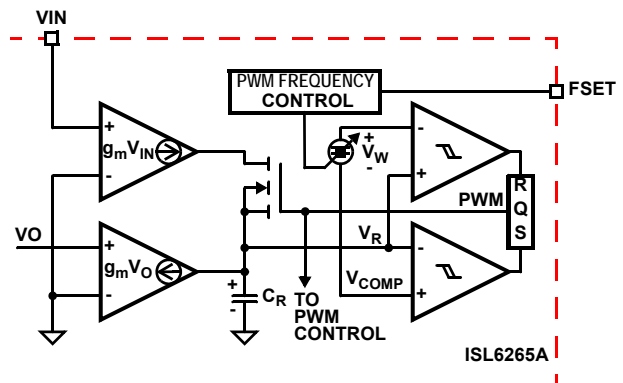 VIN
PWM FREQUENCY
CONTROL
FSET
+
gmVIN
-
+
VW
-
-
+
R
Q
S
PWM
VO
+
gmVO
-
VR
-
VCOMP
+
+
-
CR
TO
PWM
CONTROL
ISL6265A